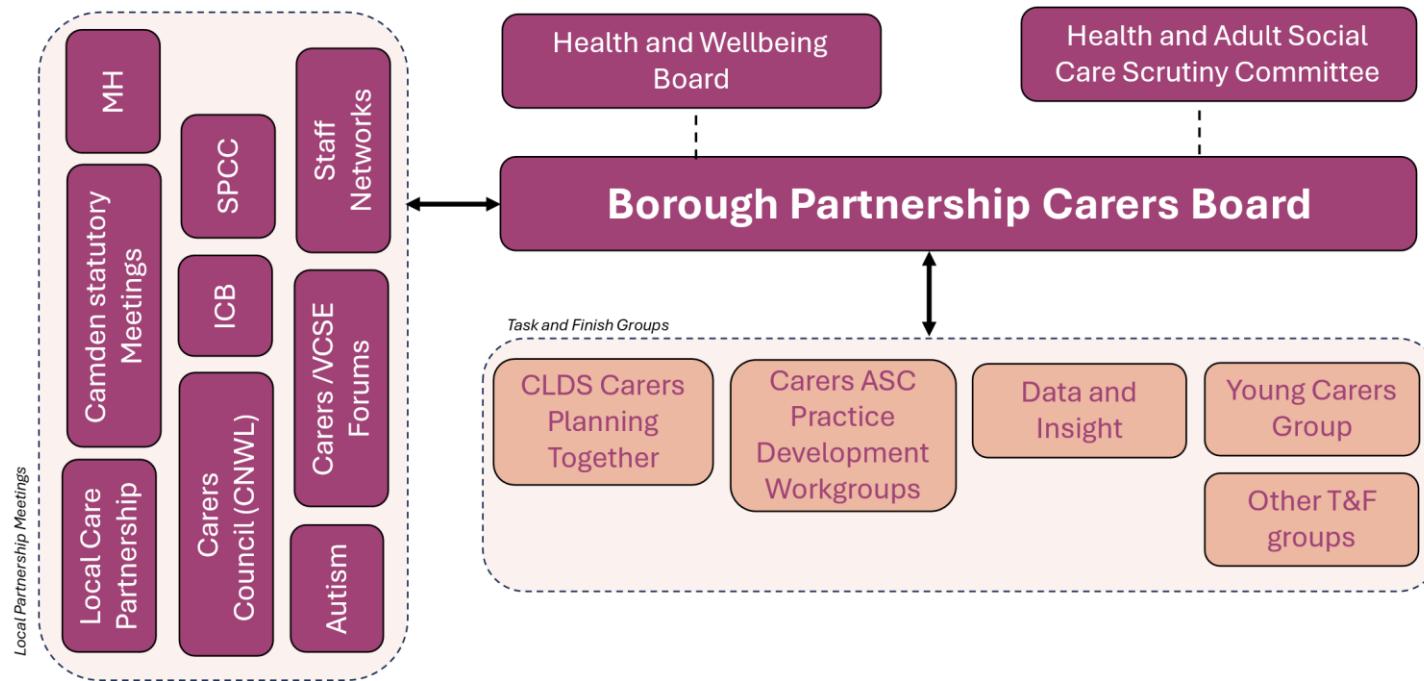 MH
Camden statutory
Meetings
Local Care
Partnership
SPCC
ICB
Carers
Council (CNWL)
Staff
Networks
Carers /VCSE
Forums
Autism
Local Partnership Meetings
Health and Wellbeing
Board
Health and Adult Social
Care Scrutiny Committee
Borough Partnership Carers Board
Task and Finish Groups
CLDS Carers
Planning
Together
Carers ASC
Practice
Development
Workgroups
Data and
Insight
Young Carers
Group
Other T&F
groups